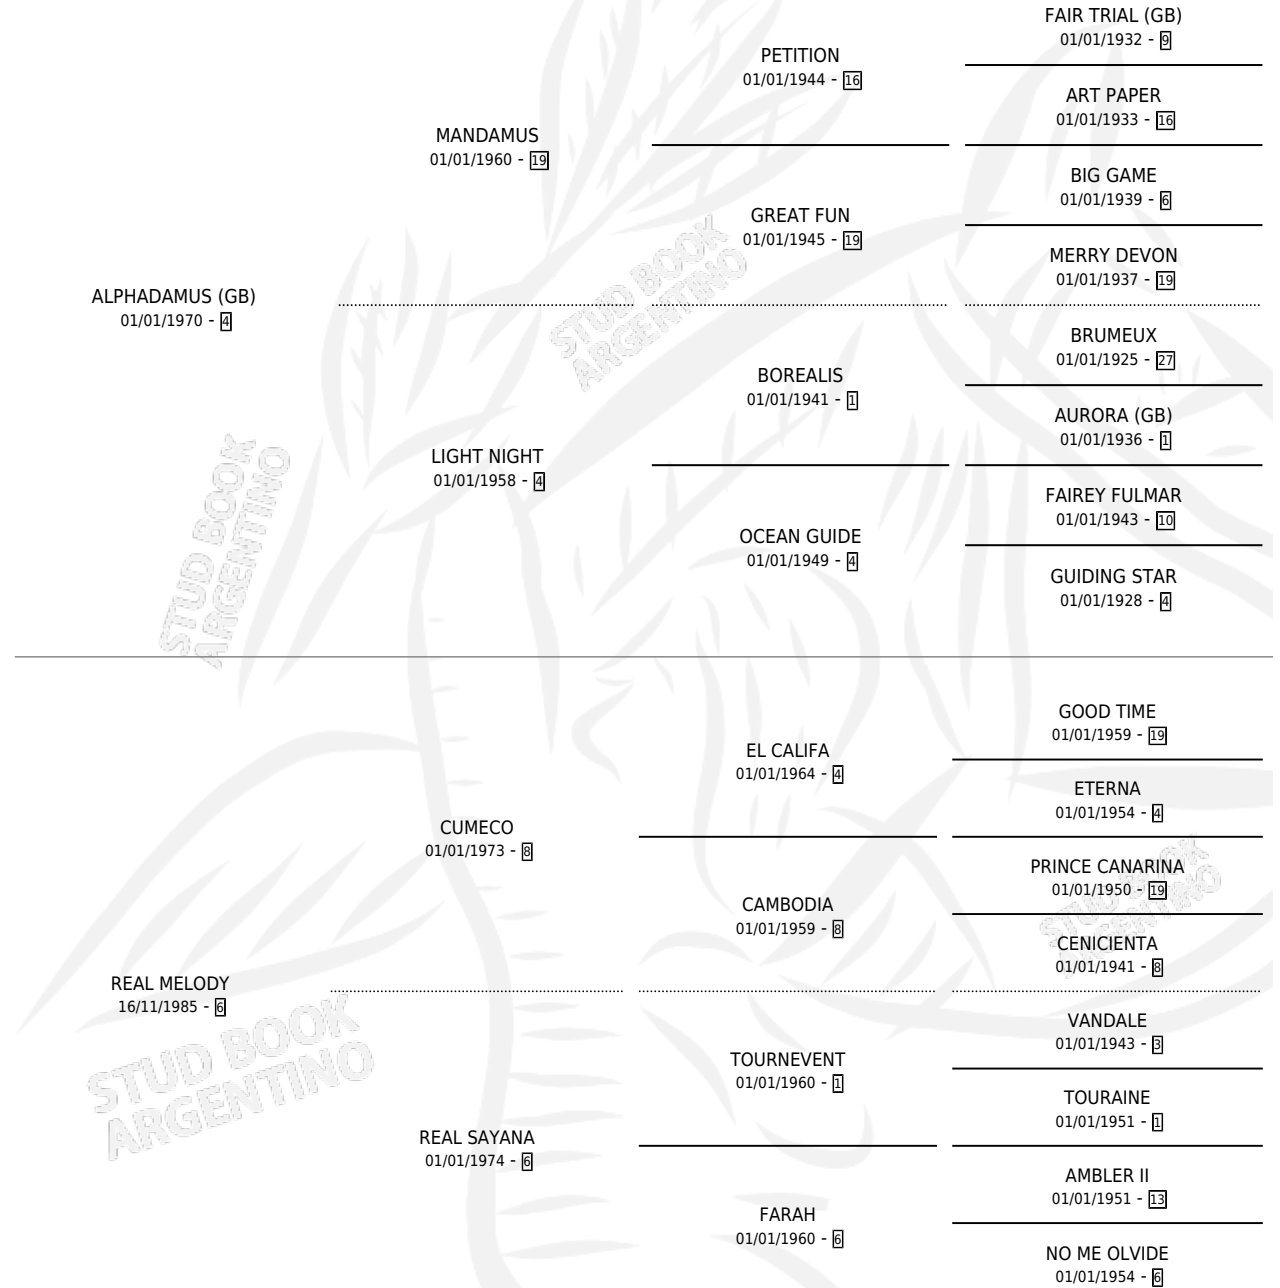 FAIR TRIAL (GB)
01/01/1932 - 9
PETITION
01/01/1944 - 16
ART PAPER
01/01/1933 - 16
MANDAMUS
01/01/1960 - 19
BIG GAME
01/01/1939 - 6
GREAT FUN
01/01/1945 - 19
MERRY DEVON
01/01/1937 - 19
ALPHADAMUS (GB)
01/01/1970 - 4
BRUMEUX
01/01/1925 - 27
BOREALIS
01/01/1941 - 1
AURORA (GB)
01/01/1936 - 1
LIGHT NIGHT
01/01/1958 - 4
FAIREY FULMAR
01/01/1943 - 10
OCEAN GUIDE
01/01/1949 - 4
GUIDING STAR
01/01/1928 - 4
GOOD TIME
01/01/1959 - 19
EL CALIFA
01/01/1964 - 4
ETERNA
01/01/1954 - 4
CUMECO
01/01/1973 - 8
PRINCE CANARINA
01/01/1950 - 19
CAMBODIA
01/01/1959 - 8
CENICIENTA
01/01/1941 - 8
REAL MELODY
16/11/1985 - 6
VANDALE
01/01/1943 - 3
TOURNEVENT
01/01/1960 - 1
TOURAINE
01/01/1951 - 1
REAL SAYANA
01/01/1974 - 6
AMBLER II
01/01/1951 - 13
FARAH
01/01/1960 - 6
NO ME OLVIDE
01/01/1954 - 6
STUD BOOK
ARGENTINO
STUD BOOK
ARGENTINO
STUD BOOK
ARGENTINO
STUD BOOK
ARGENTINO